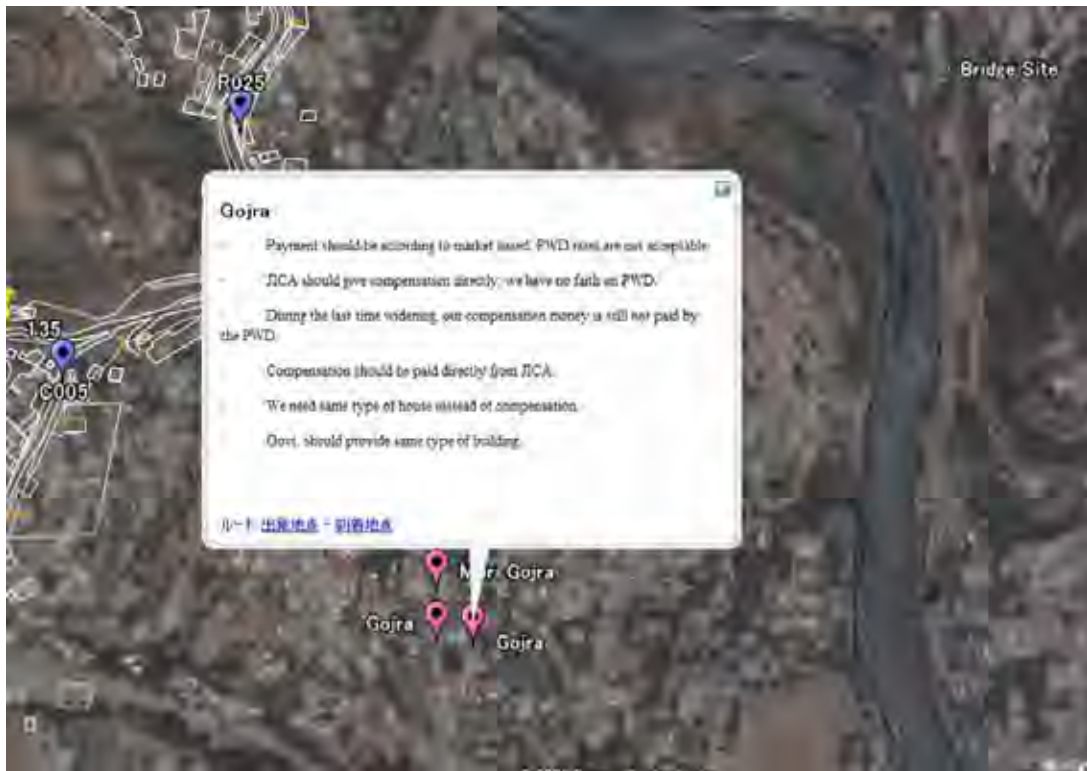 Bridge Site
R025
Gojra
Payment should be according to market based. PWD rates are not acceptable
JICA should give compensation directly, we have no faith on PWD.
During the last time widening, our compensation money is still not paid by
the PWD.
135
C005
Compensation should be paid directly from JICA.
We need same type of house instead of compensation.
Govt. should provide same type of building.
ルート: 出発地点 - 到着地点
Gojra
Gojra
Gojra